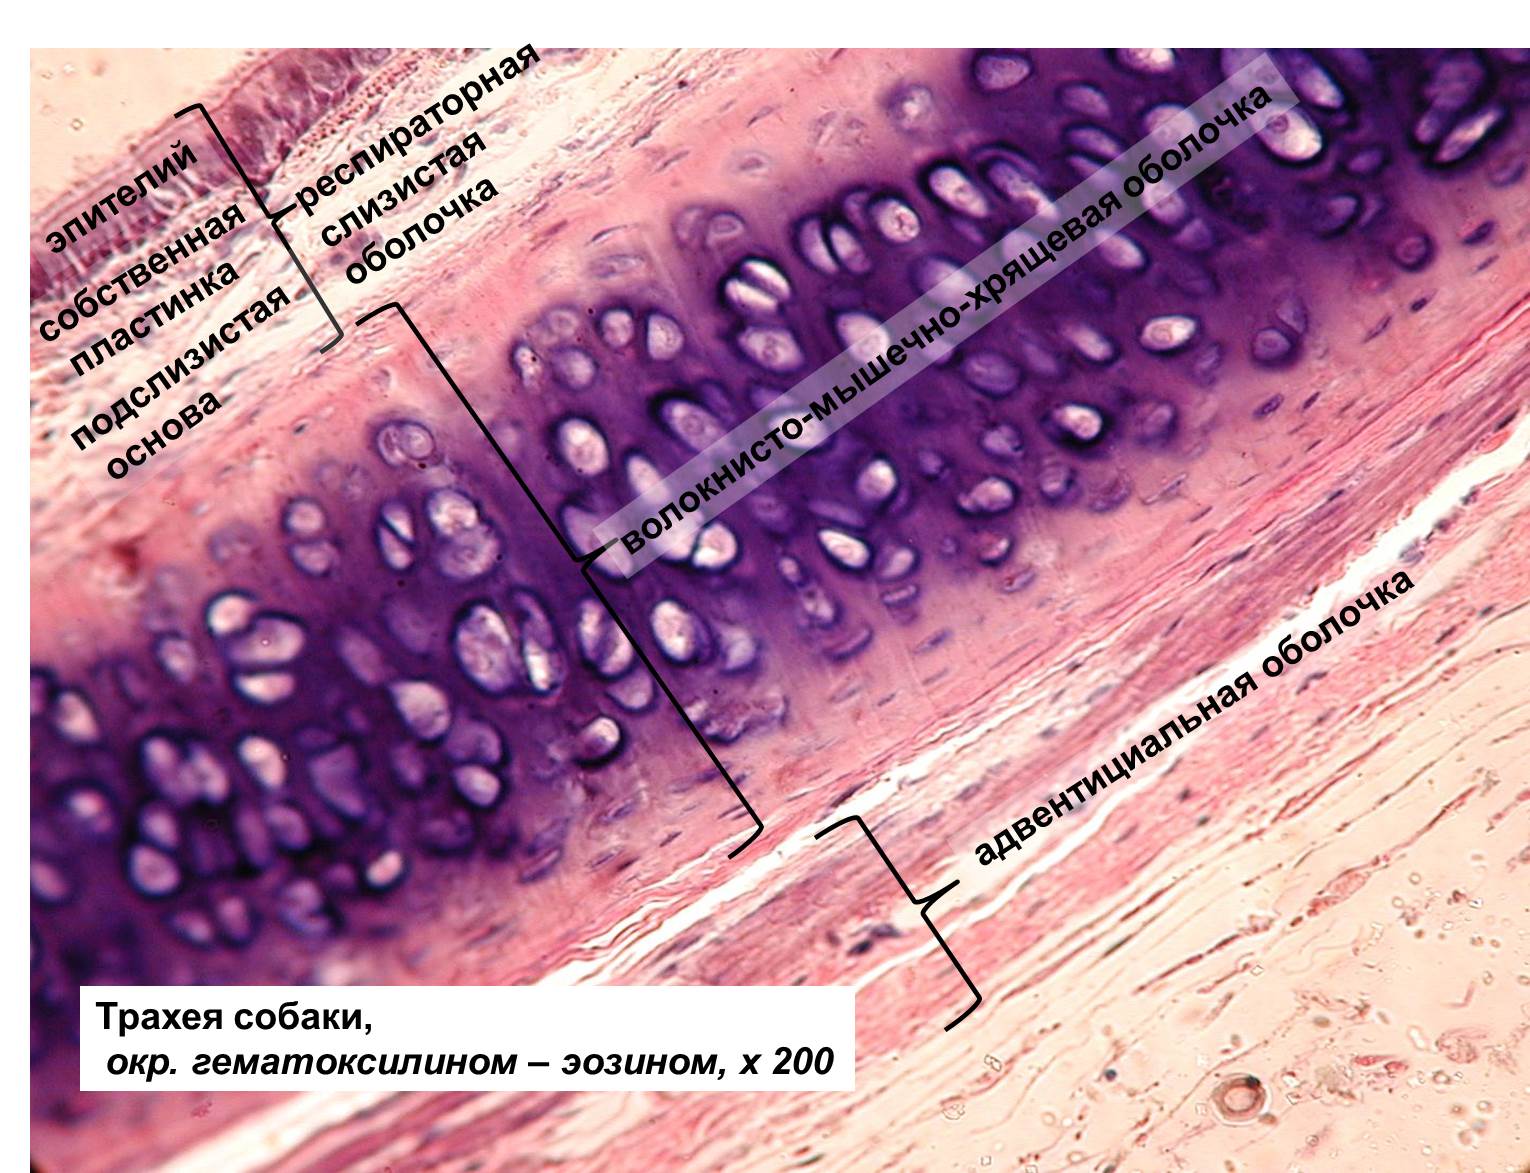 эпителий
собственная
пластинка
подслизистая
основа
респираторная
слизистая
оболочка
волокнисто-мышечно-хрящевая оболочка
адвентициальная оболочка
Трахея собаки,
окр. гематоксилином – эозином, х 200